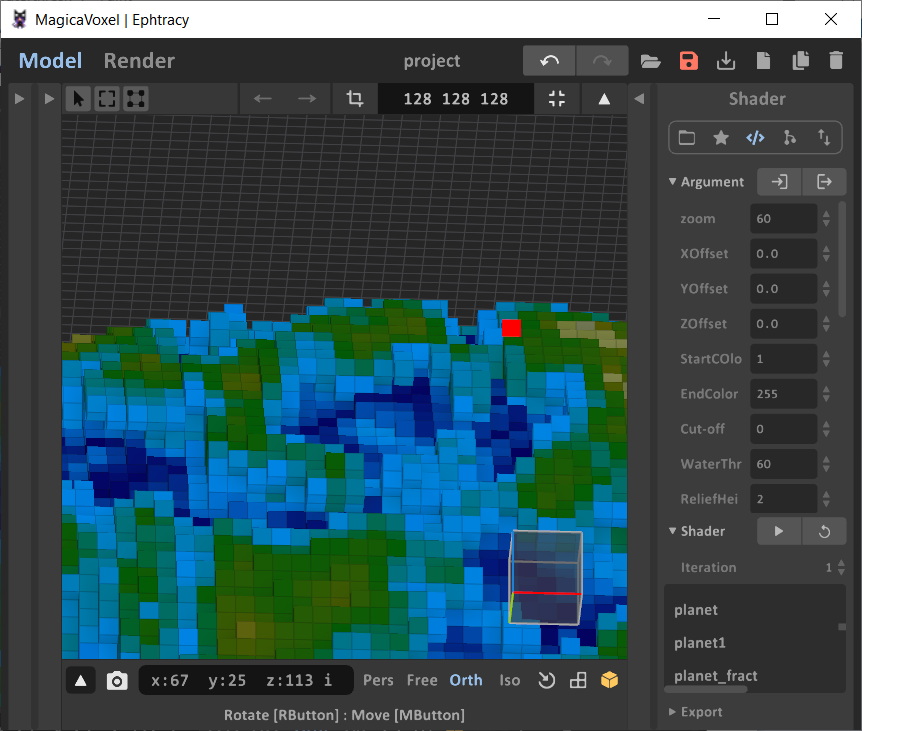 MagicaVoxel | Ephtracy
Model Render project
128 128 128
Shader
Argument
zoom 60
XOffset 0.0
YOffset 0.0
ZOffset 0.0
StartCOlo 1
EndColor 255
Cut-off 0
WaterThr 60
ReliefHei 2
Shader
Iteration 1
planet
planet1
planet_fract
Export
x:67 y:25 z:113 i Pers Free Orth Iso
Rotate [RButton] : Move [MButton]